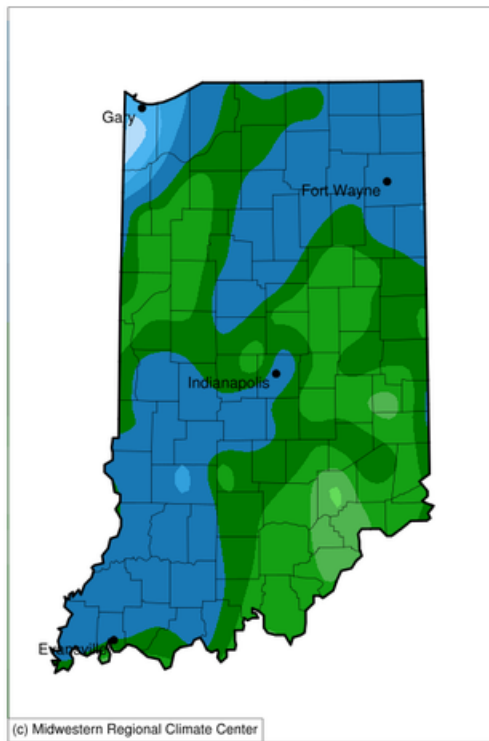 Gary
Fort Wayne
Indianapolis
Evansville
(c) Midwestern Regional Climate Center